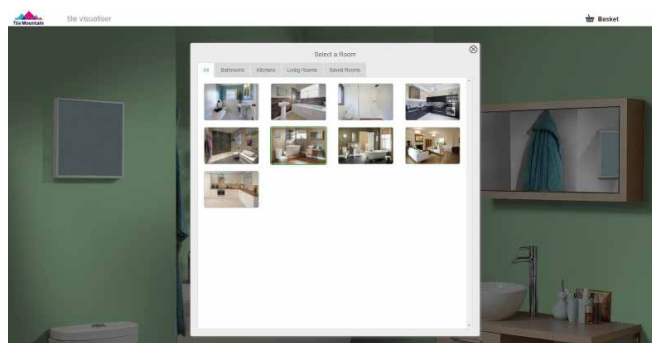 Tile Mountain
tile visualiser
Basket
Select a Room
All
Bathrooms
Kitchens
Living Rooms
Saved Rooms